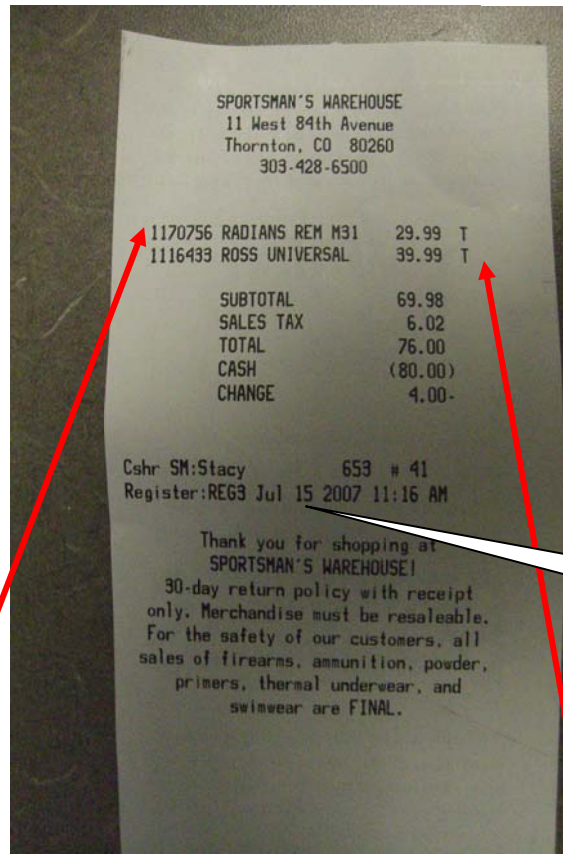 SPORTSMAN'S WAREHOUSE
11 West 84th Avenue
Thornton, CO 80260
303-428-6500
1170756 RADIANS REM M31 29.99 T
1116433 ROSS UNIVERSAL 39.99 T
SUBTOTAL 69.98
SALES TAX 6.02
TOTAL 76.00
CASH (80.00)
CHANGE 4.00-
Cshr SM:Stacy 653 # 41
Register:REG3 Jul 15 2007 11:16 AM
Thank you for shopping at
SPORTSMAN'S WAREHOUSE!
30-day return policy with receipt
only. Merchandise must be resaleable.
For the safety of our customers, all
sales of firearms, ammunition, powder,
primers, thermal underwear, and
swimwear are FINAL.